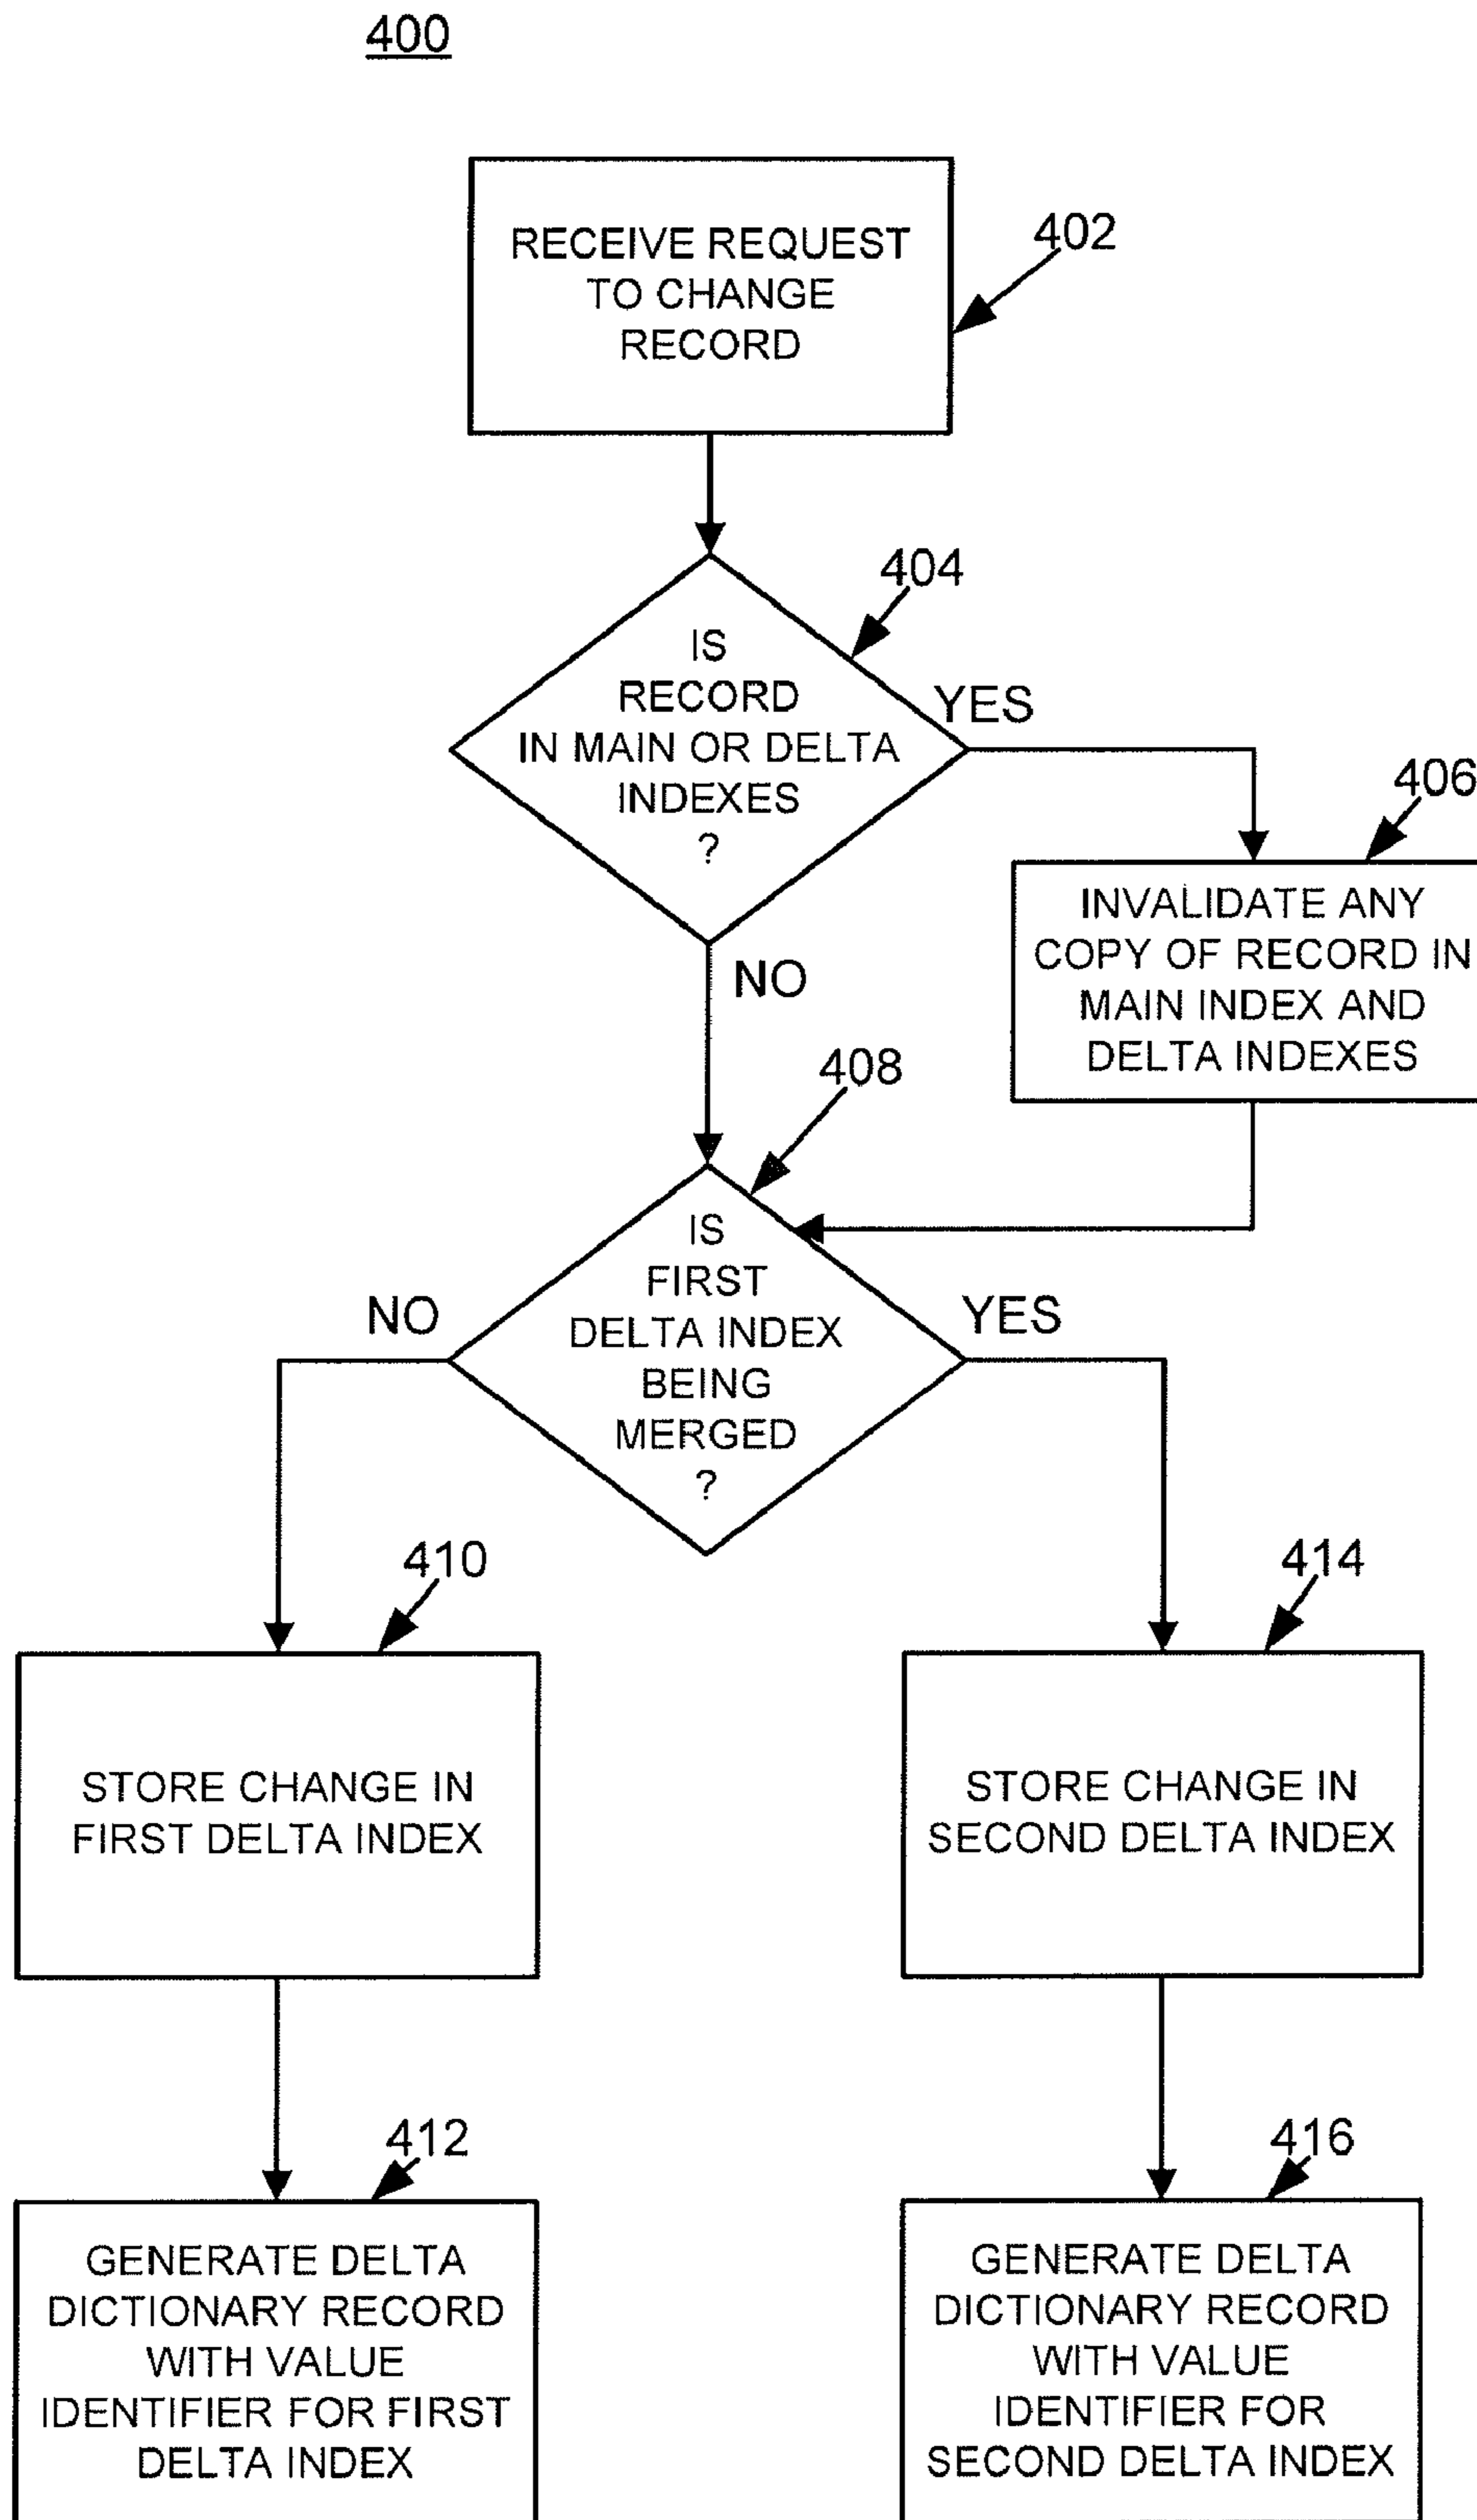 400
RECEIVE REQUEST
TO CHANGE
RECORD
402
404
IS
RECORD
IN MAIN OR DELTA
INDEXES
?
YES
NO
406
INVALIDATE ANY
COPY OF RECORD IN
MAIN INDEX AND
DELTA INDEXES
408
IS
FIRST
DELTA INDEX
BEING
MERGED
?
NO
YES
410
STORE CHANGE IN
FIRST DELTA INDEX
414
STORE CHANGE IN
SECOND DELTA INDEX
412
GENERATE DELTA
DICTIONARY RECORD
WITH VALUE
IDENTIFIER FOR FIRST
DELTA INDEX
416
GENERATE DELTA
DICTIONARY RECORD
WITH VALUE
IDENTIFIER FOR
SECOND DELTA INDEX